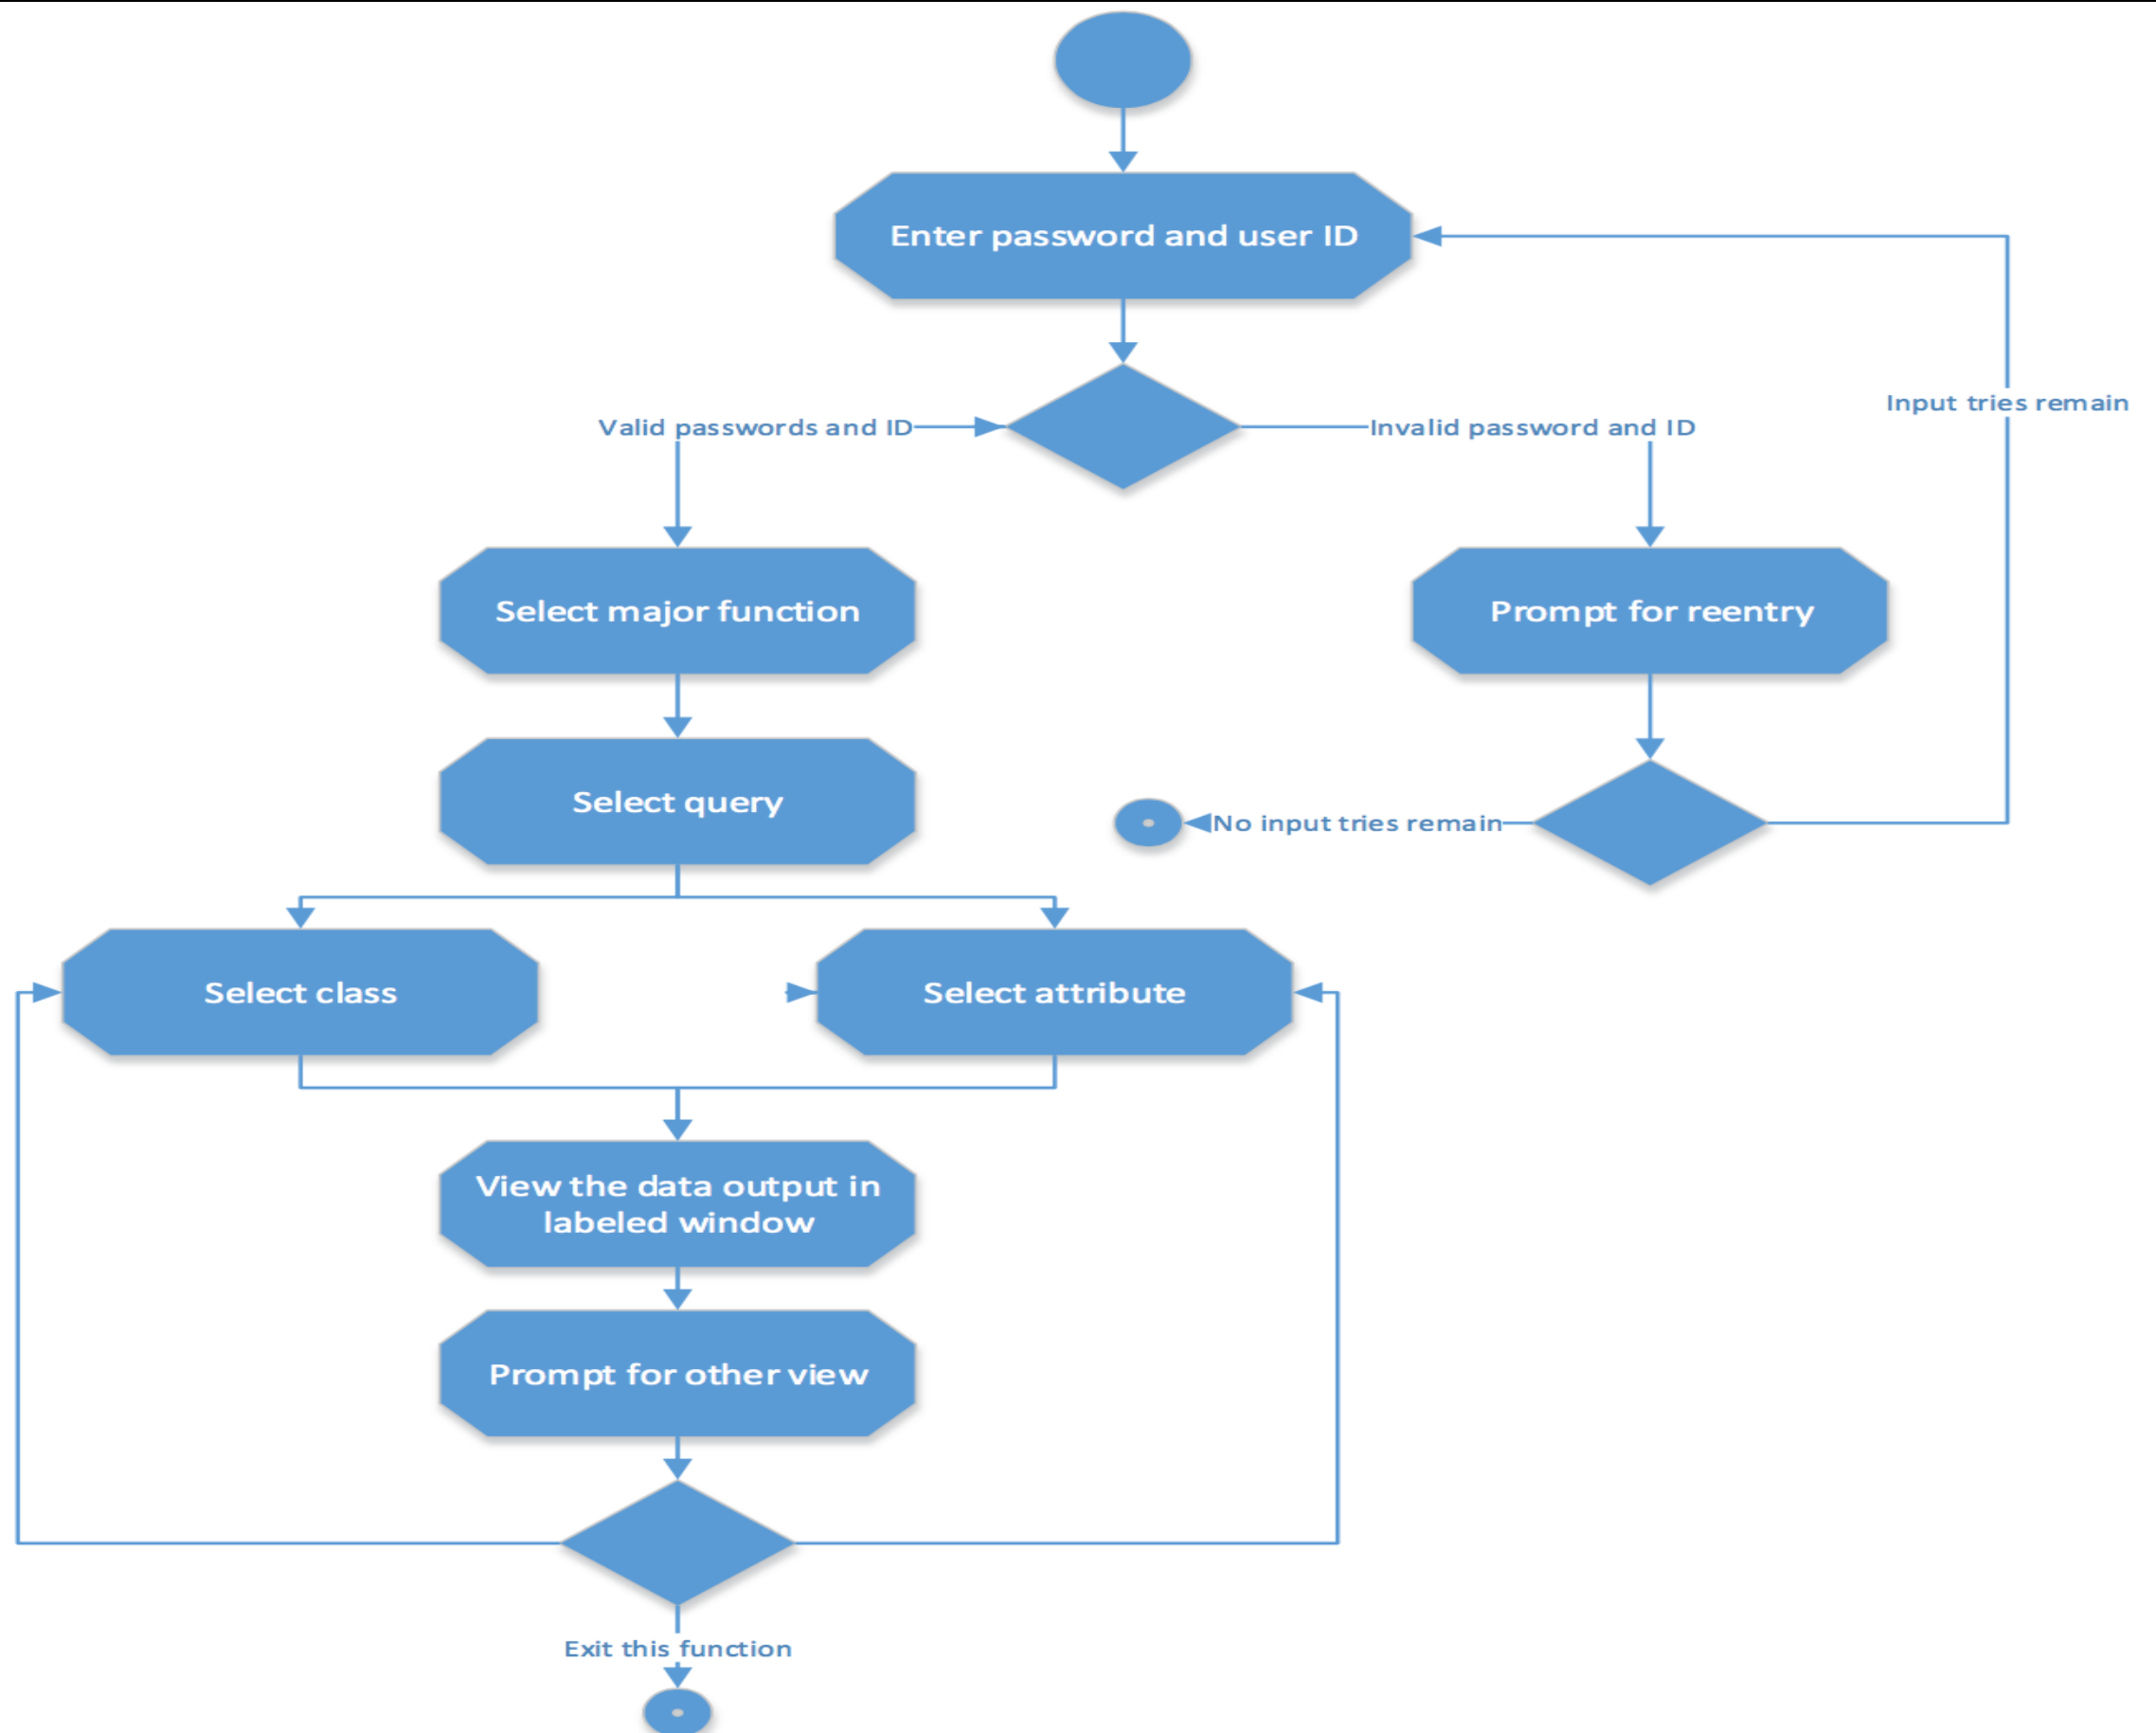 Enter password and user ID
Input tries remain
Valid passwords and ID
Invalid password and ID
Select major function
Prompt for reentry
Select query
No input tries remain
Select class
Select attribute
View the data output in
labeled window
Prompt for other view
Exit this function